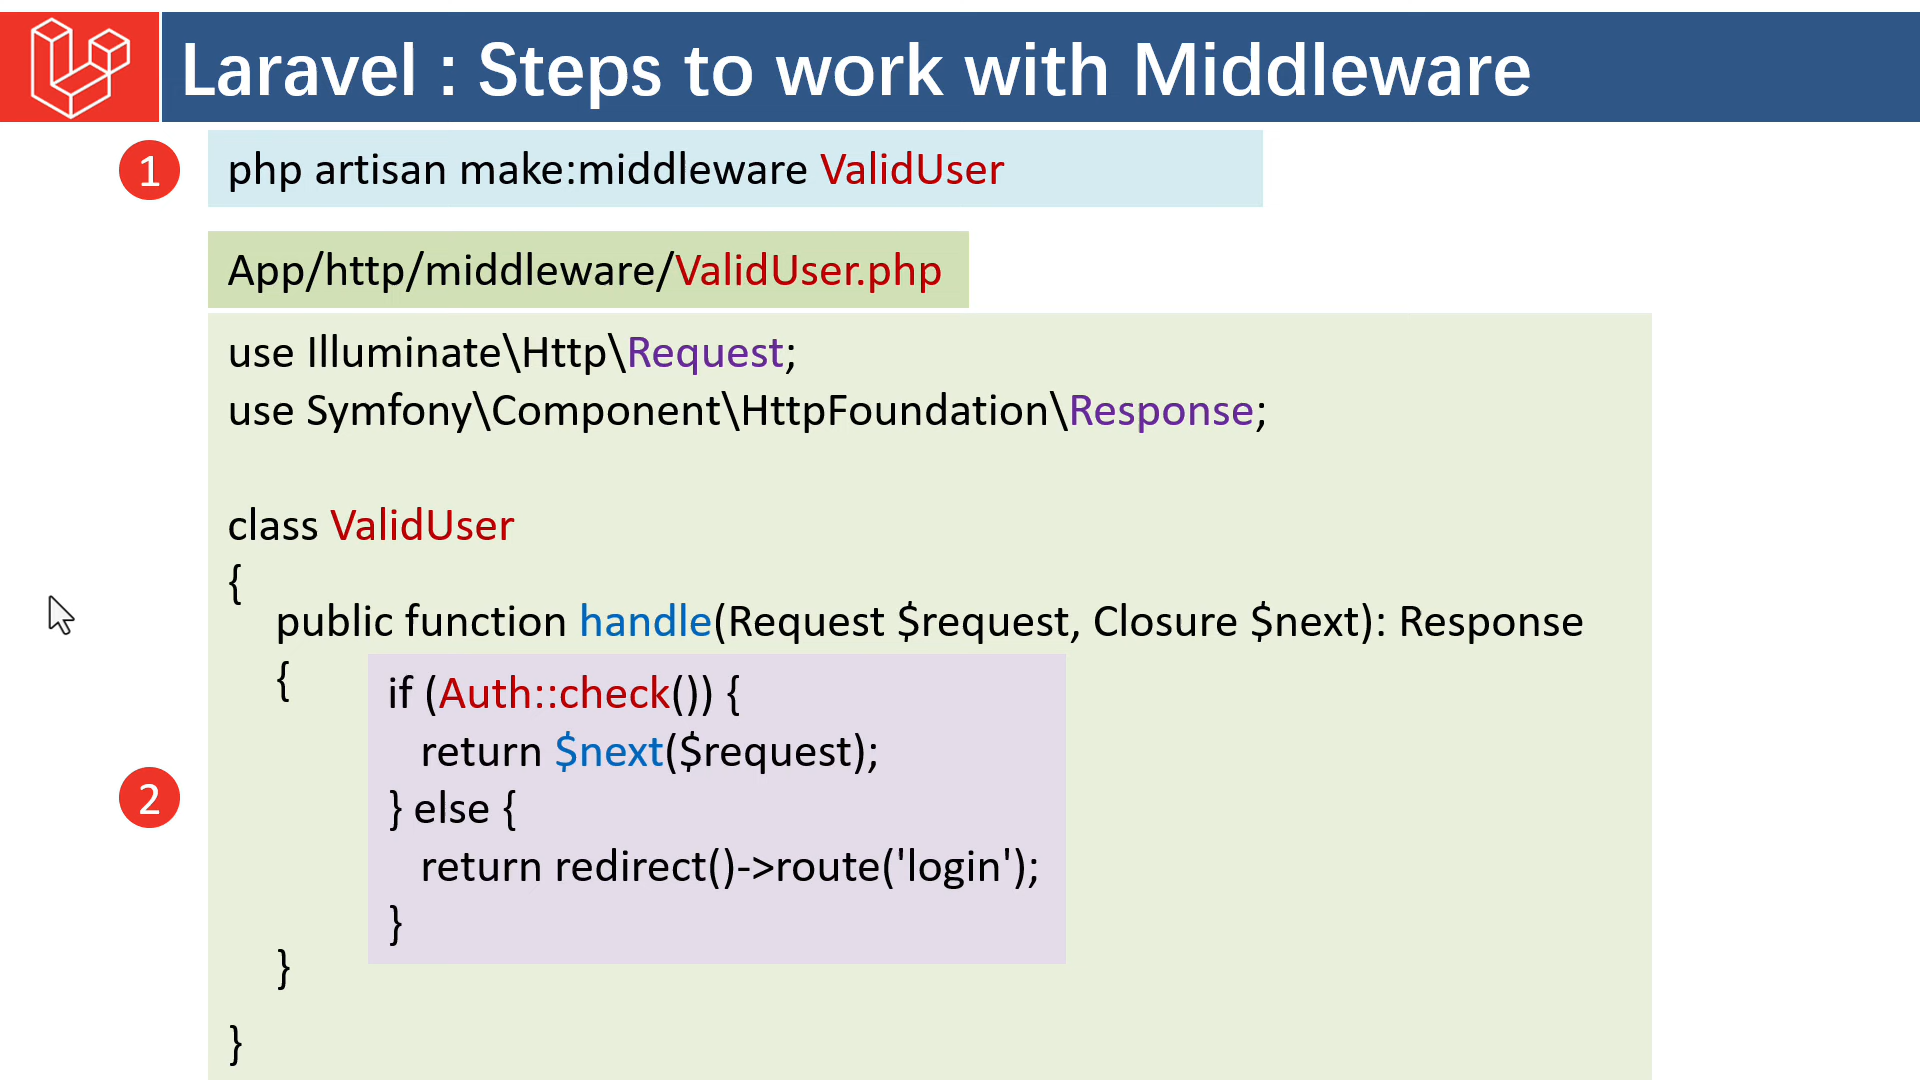 Laravel : Steps to work with Middleware
1
php artisan make:middleware ValidUser
App/http/middleware/ValidUser.php
use Illuminate\Http\Request;
use Symfony\Component\HttpFoundation\Response;
class ValidUser
{
public function handle(Request $request, Closure $next): Response
{
if (Auth::check()) {
return $next($request);
2
} else {
return redirect()->route('login');
}
}
}